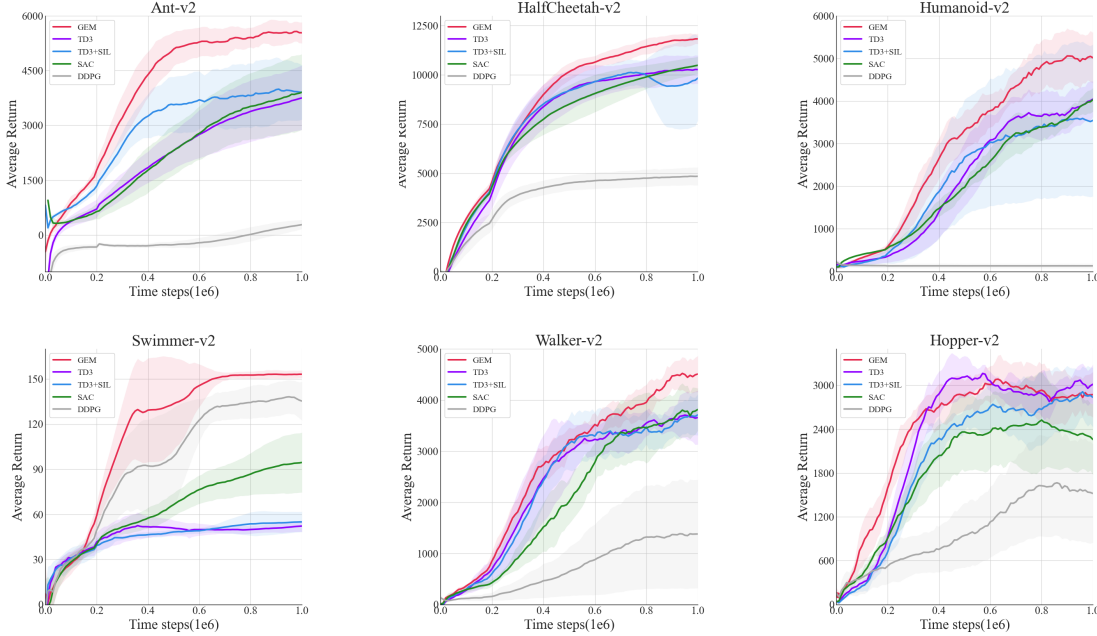 Ant-v2
6000
4500
3000
1500
0
Average Return
GEM
TD3
TD3+SIL
SAC
DDPG
0.0 0.2 0.4 0.6 0.8 1.0
Time steps(1e6)
HalfCheetah-v2
12500
10000
7500
5000
2500
0
Average Return
GEM
TD3
TD3+SIL
SAC
DDPG
0.0 0.2 0.4 0.6 0.8 1.0
Time steps(1e6)
Humanoid-v2
6000
5000
4000
3000
2000
1000
0
Average Return
GEM
TD3
TD3+SIL
SAC
DDPG
0.0 0.2 0.4 0.6 0.8 1.0
Time steps(1e6)
Swimmer-v2
150
120
90
60
30
0
Average Return
GEM
TD3
TD3+SIL
SAC
DDPG
0.0 0.2 0.4 0.6 0.8 1.0
Time steps(1e6)
Walker-v2
5000
4000
3000
2000
1000
0
Average Return
GEM
TD3
TD3+SIL
SAC
DDPG
0.0 0.2 0.4 0.6 0.8 1.0
Time steps(1e6)
Hopper-v2
3000
2400
1800
1200
600
0
Average Return
GEM
TD3
TD3+SIL
SAC
DDPG
0.0 0.2 0.4 0.6 0.8 1.0
Time steps(1e6)